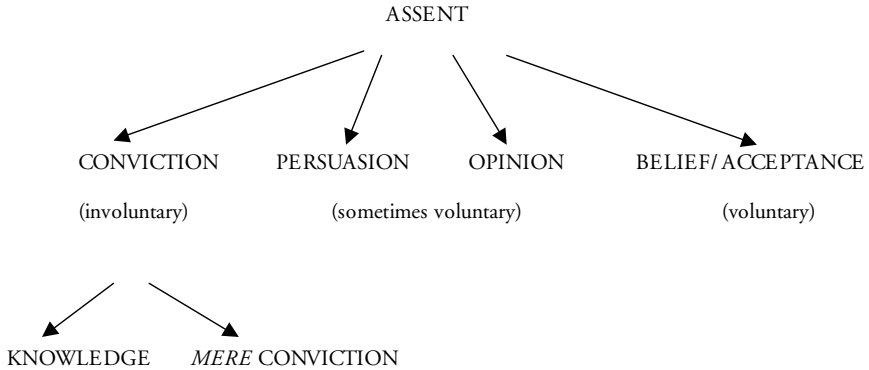 ASSENT
CONVICTION PERSUASION OPINION BELIEF/ ACCEPTANCE
(involuntary) (sometimes voluntary) (voluntary)
KNOWLEDGE MERE CONVICTION